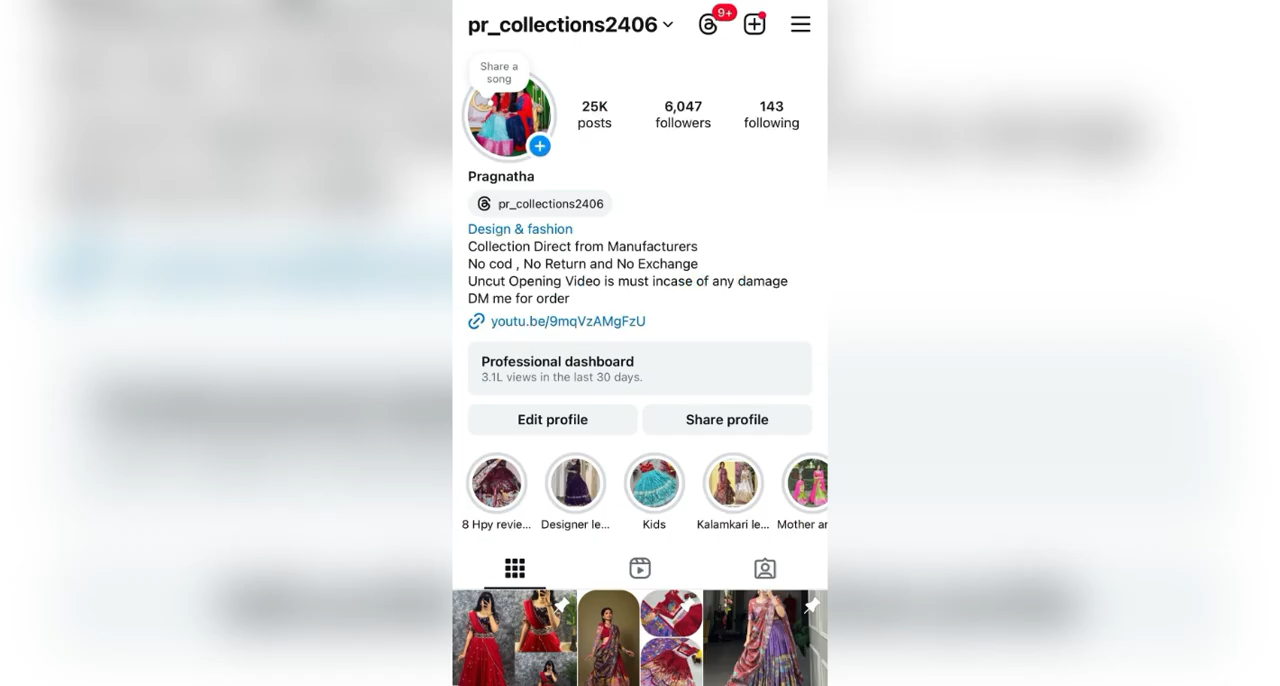 pr_collections2406
9+
Share a
song
25K
posts
6,047
followers
143
following
Pragnatha
pr_collections2406
Design & fashion
Collection Direct from Manufacturers
No cod , No Return and No Exchange
Uncut Opening Video is must incase of any damage
DM me for order
youtu.be/9mqVzAMgFzU
Professional dashboard
3.1L views in the last 30 days.
Edit profile
Share profile
8 Hpy revie...
Designer le...
Kids
Kalamkari le...
Mother ar